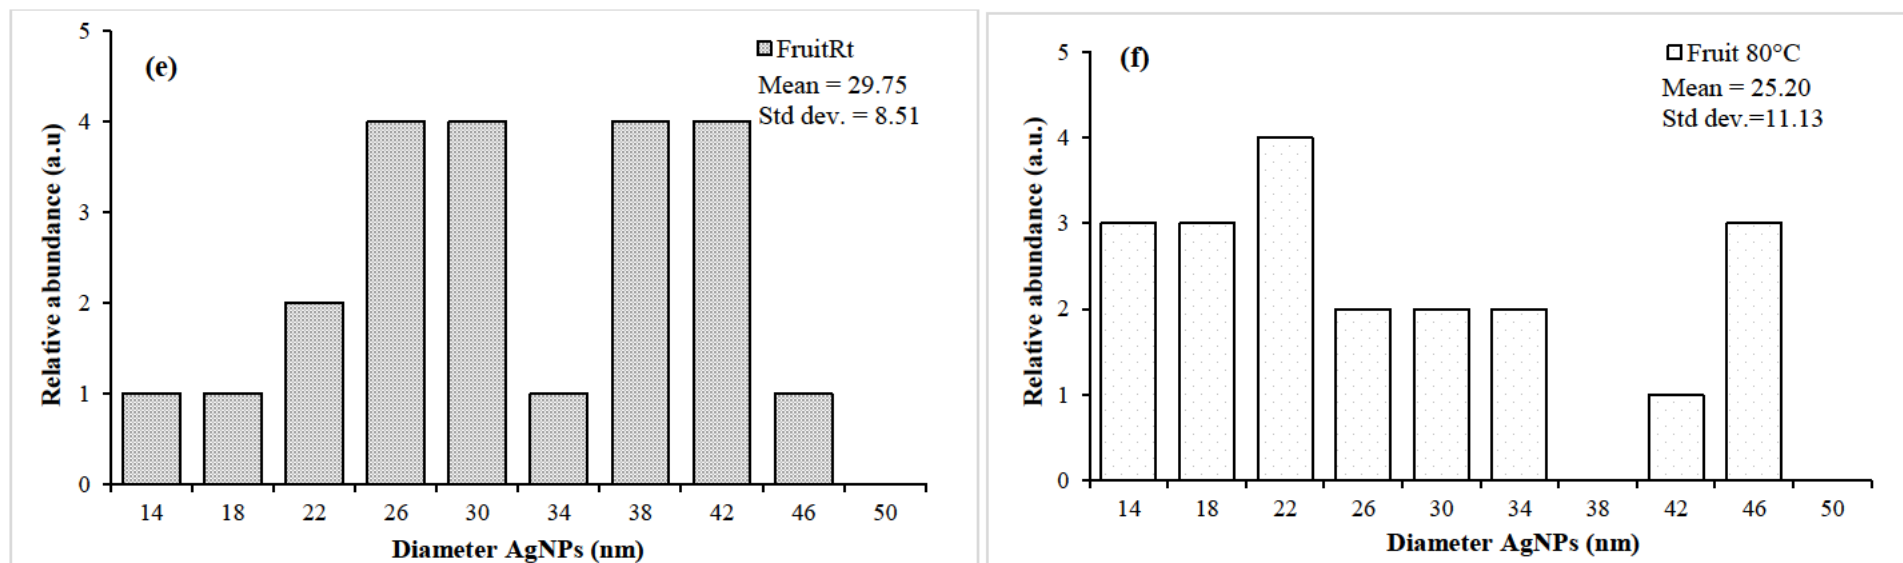 (e)
FruitRt
Mean = 29.75
Std dev. = 8.51
Relative abundance (a.u)
5
4
3
2
1
0
14 18 22 26 30 34 38 42 46 50
Diameter AgNPs (nm)
(f)
Fruit 80°C
Mean = 25.20
Std dev.=11.13
Relative abundance (a.u.)
5
4
3
2
1
0
14 18 22 26 30 34 38 42 46 50
Diameter AgNPs (nm)